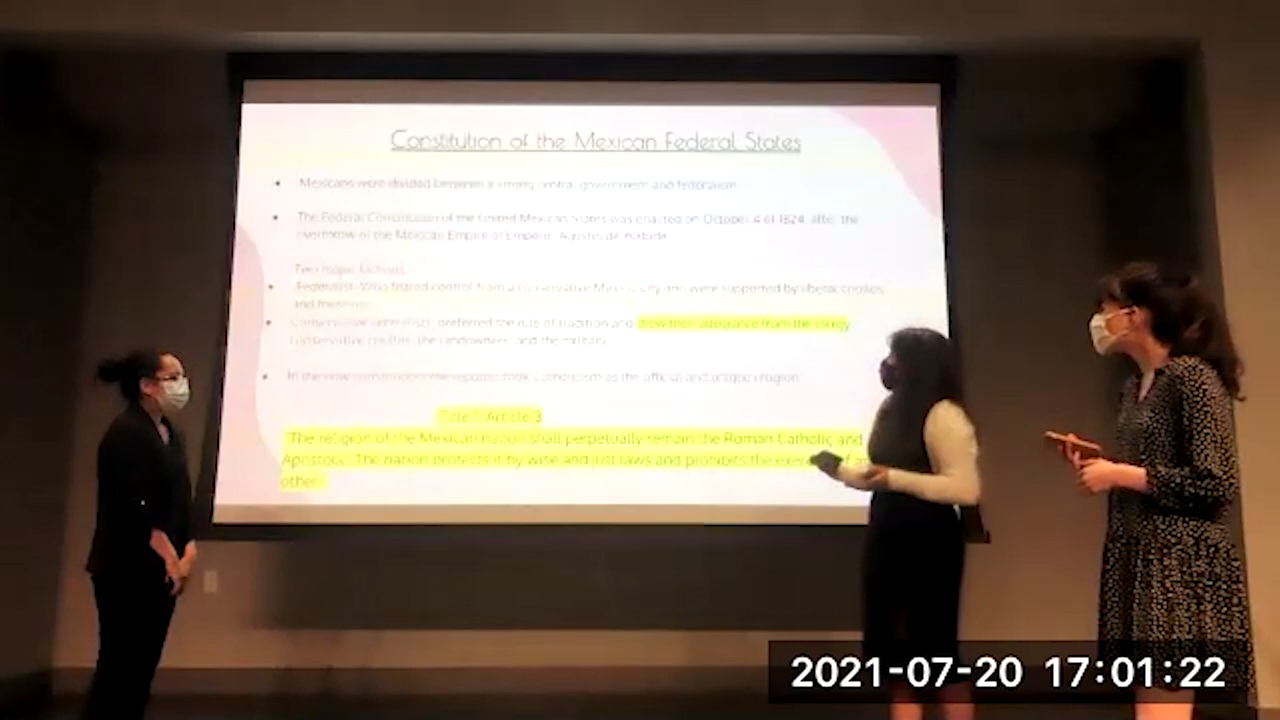 Constitution of the Mexican Federal States
Mexicans were divided between a strong central government and federalism.
The Federal Constitution of the United Mexican States was enacted on October 4 of 1824, after the
overthrow of the Mexican Empire of Emperor Agustin de Iturbide.
Two major factions
Federalist: Who feared control from a conservative Mexico City and were supported by liberal criollos
and mestizos.
preferred the rule of tradition and drew their allegiance from the clergy,
conservative criollos, the landowners, and the military.
In the new constitution the republic took Catholicism as the official and unique religion.
Title 1, Article 3
"The religion of the Mexican nation shall perpetually remain the Roman Catholic and
Apostolic. The nation protects it by wise and just laws and prohibits the
other."
2021-07-20 17:01:22